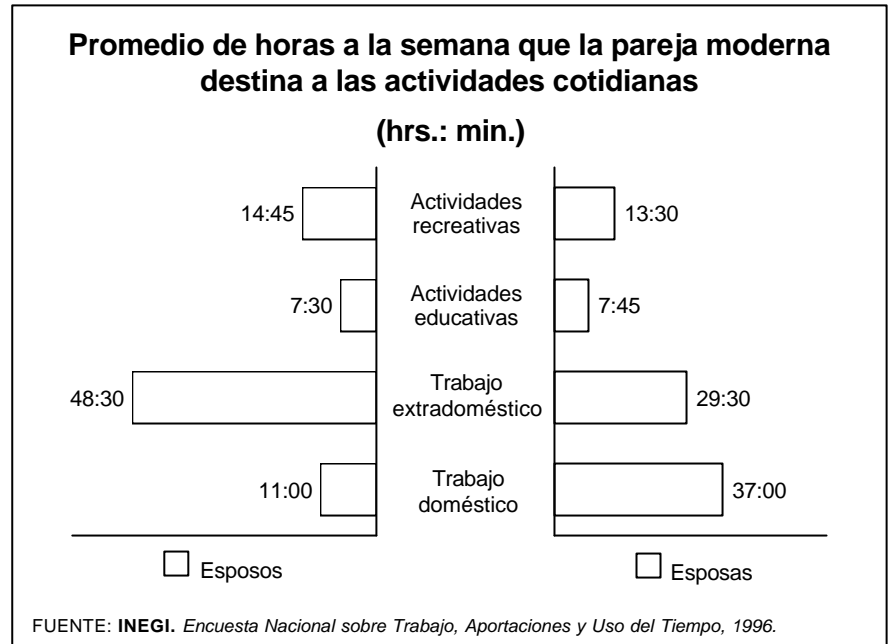 Promedio de horas a la semana que la pareja moderna
destina a las actividades cotidianas
(hrs.: min.)
14:45
Actividades
recreativas
13:30
7:30
Actividades
educativas
7:45
48:30
Trabajo
extradoméstico
29:30
11:00
Trabajo
doméstico
37:00
Esposos
Esposas
FUENTE: INEGI. Encuesta Nacional sobre Trabajo, Aportaciones y Uso del Tiempo, 1996.